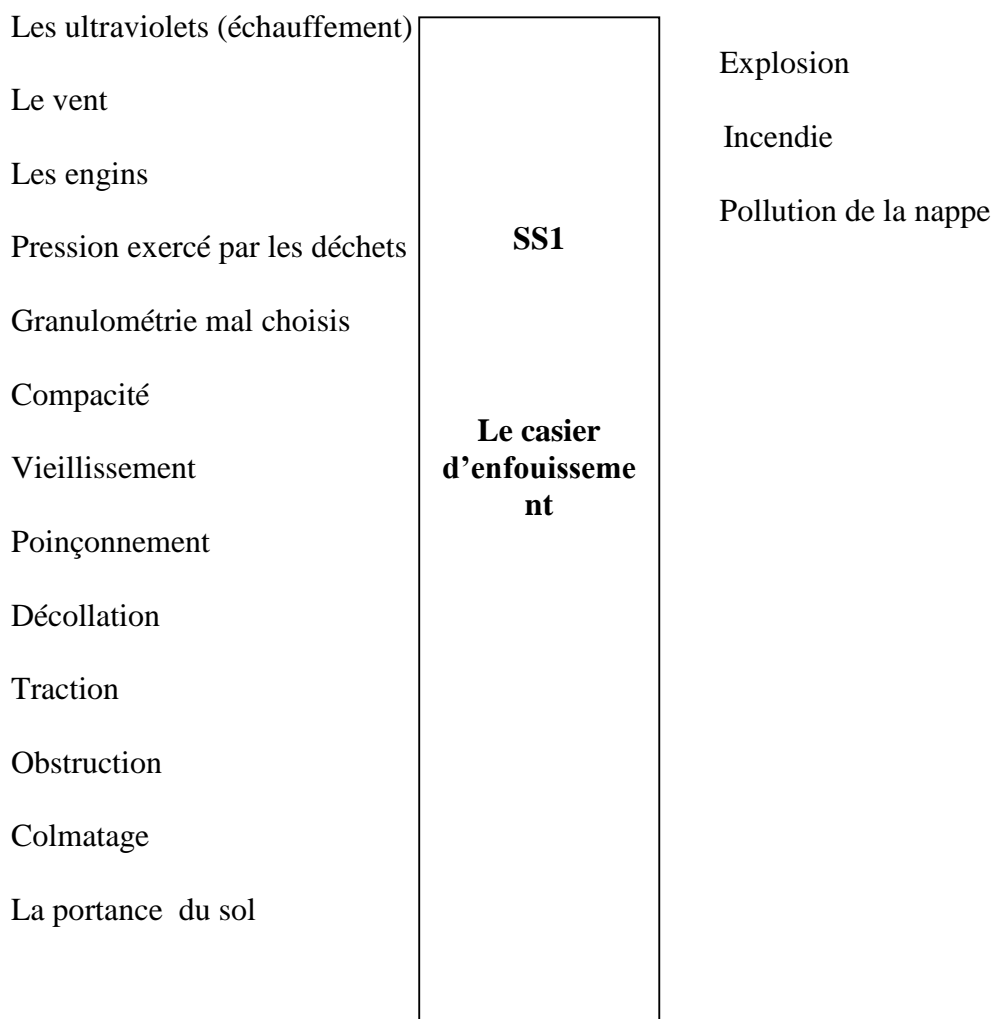 Les ultraviolets (échauffement)
Le vent
Les engins
Pression exercé par les déchets
Granulométrie mal choisis
Compacité
Vieillissement
Poinçonnement
Décollation
Traction
Obstruction
Colmatage
La portance du sol
SS1
Le casier
d’enfouisseme
nt
Explosion
Incendie
Pollution de la nappe